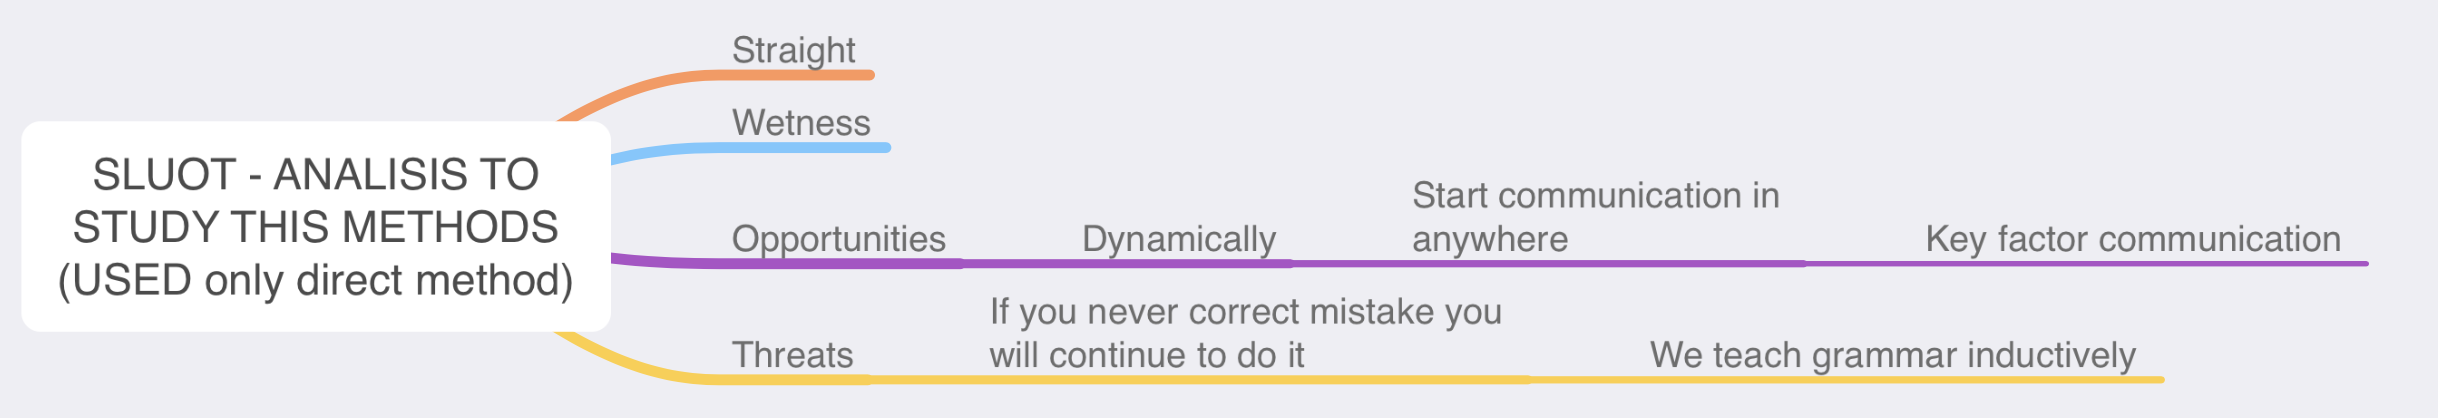 Straight
Wetness
SLUOT - ANALISIS TO
STUDY THIS METHODS
(USED only direct method)
Opportunities
Dynamically
Start communication in
anywhere
Key factor communication
Threats
If you never correct mistake you
will continue to do it
We teach grammar inductively